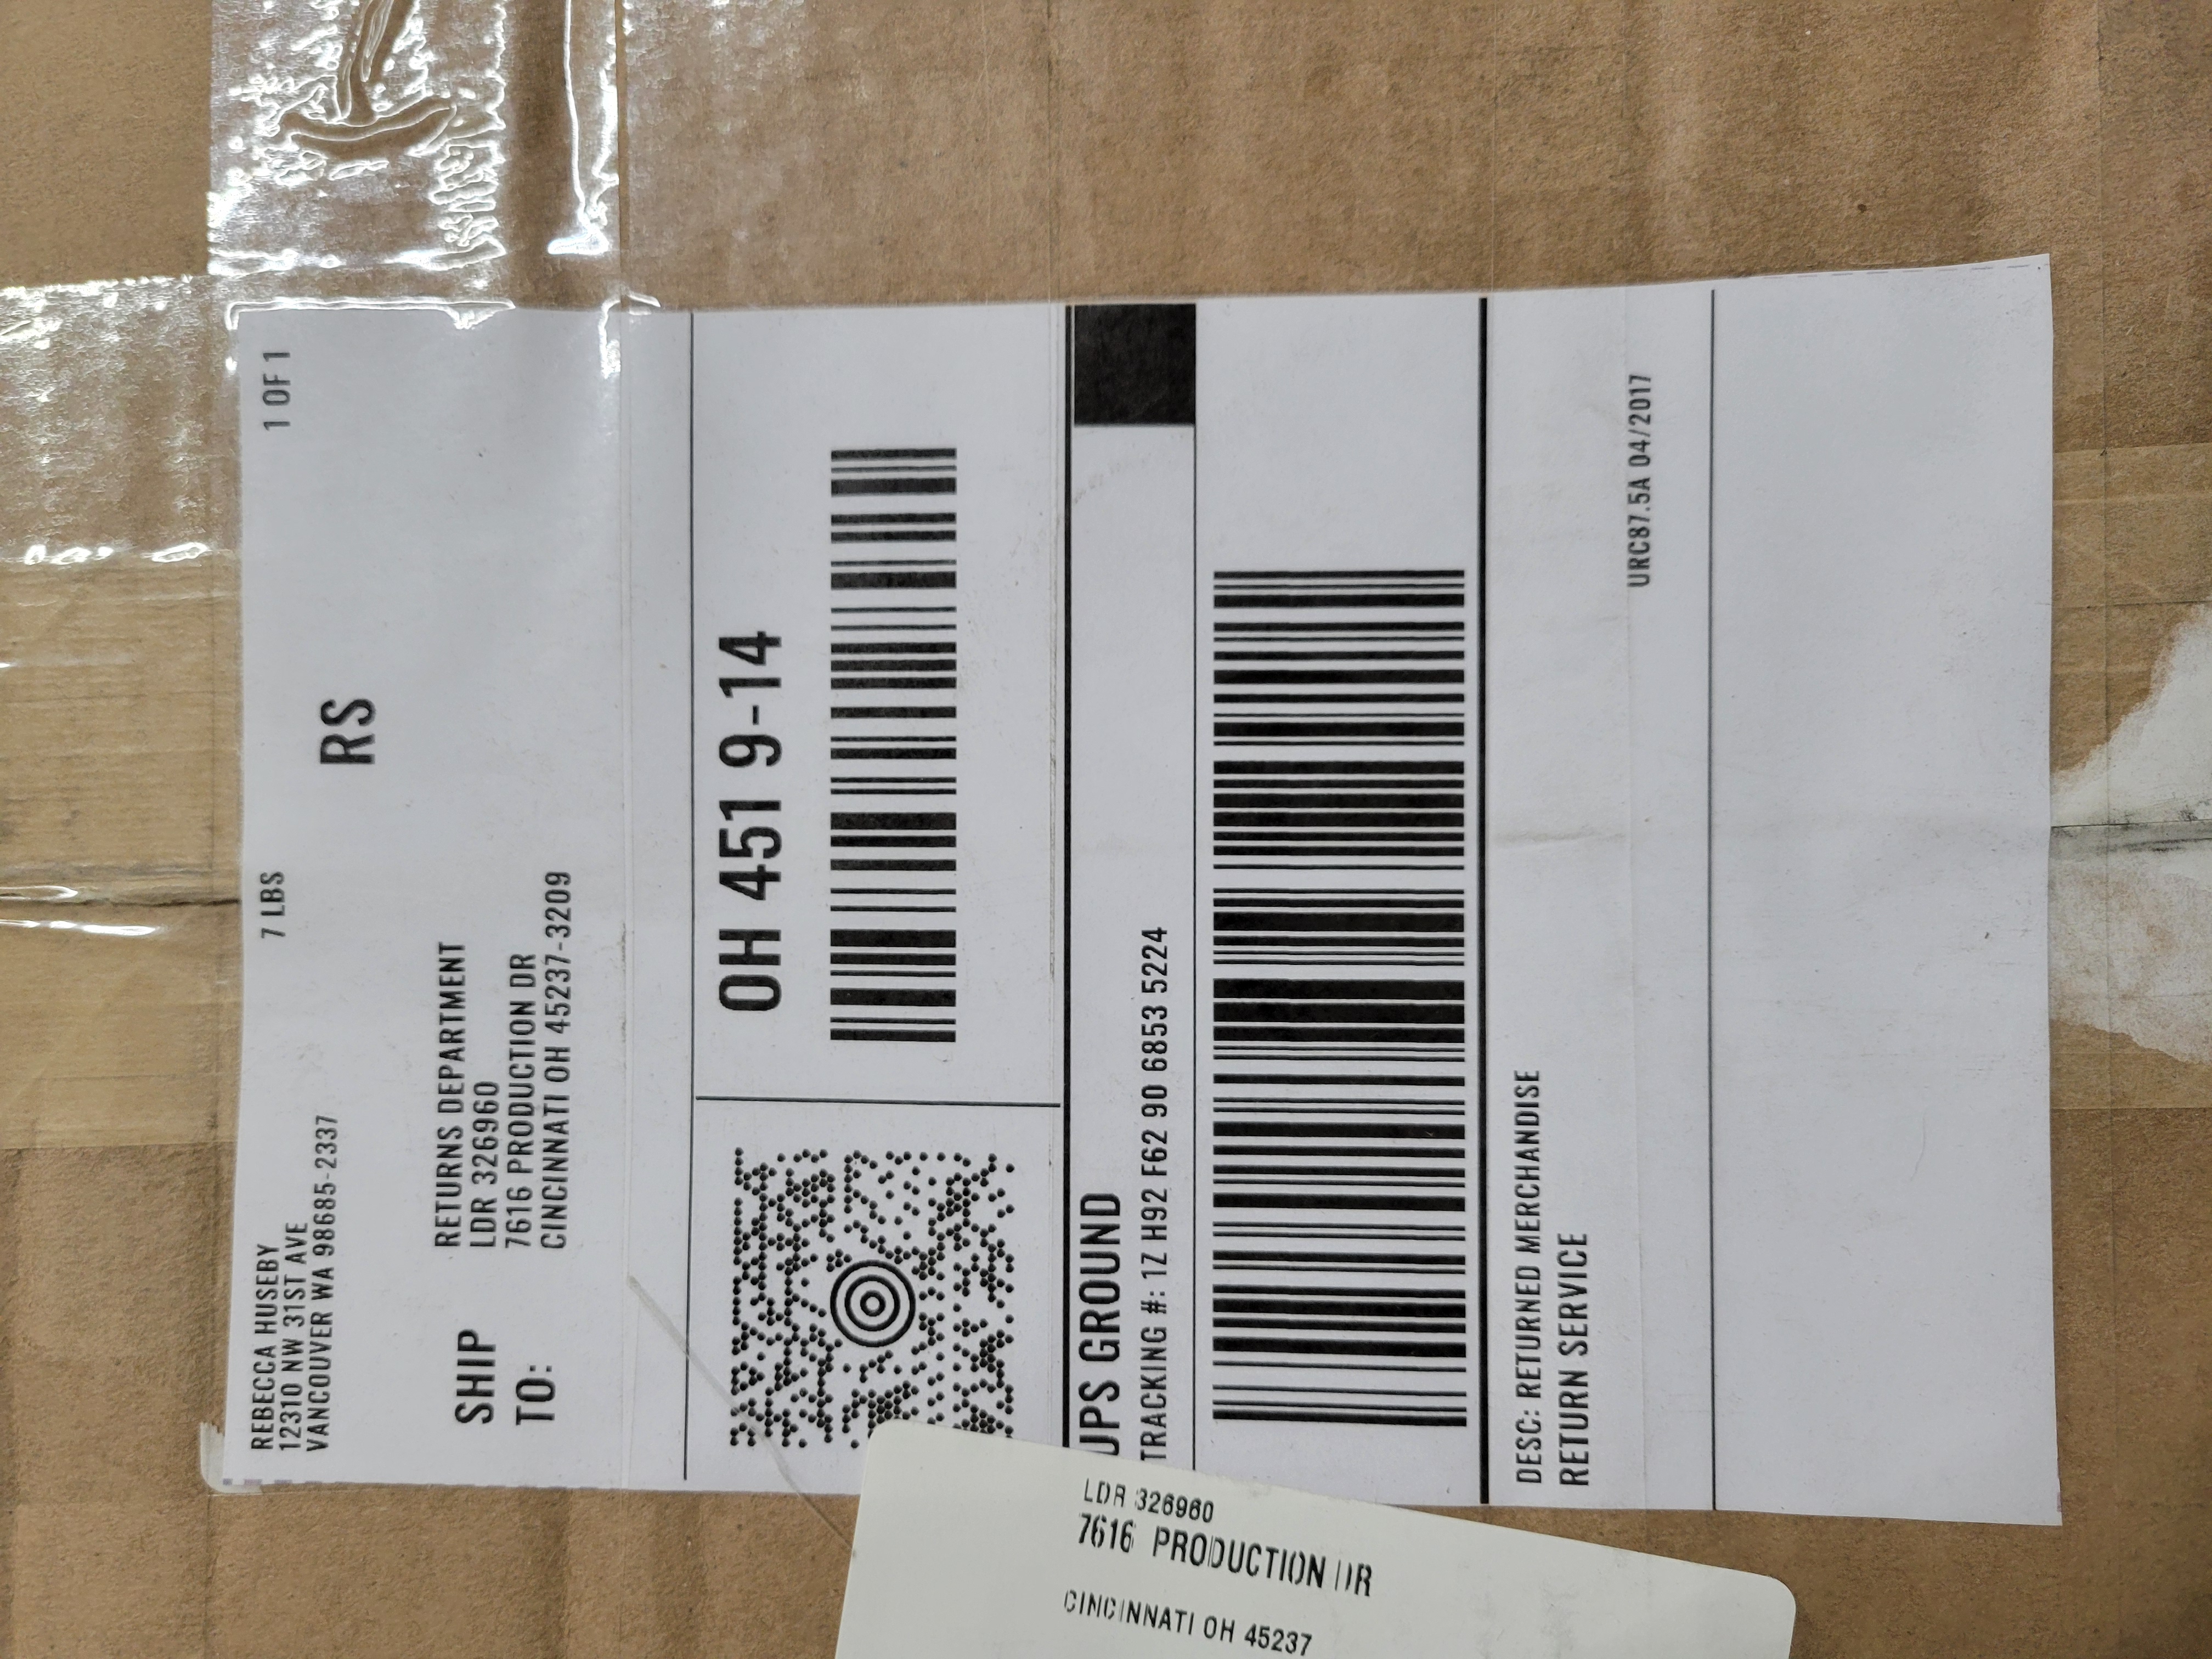 REBECCA HUSEBY
12310 NW 31ST AVE
VANCOUVER WA 98685-2337
7 LBS
1 OF 1
RS
SHIP
TO:
RETURNS DEPARTMENT
LDR 326960
7616 PRODUCTION DR
CINCINNATI OH 45237-3209
OH 451 9-14
UPS GROUND
TRACKING #: 1Z H92 F62 90 6853 5224
DESC: RETURNED MERCHANDISE
RETURN SERVICE
URC87.5A 04/2017
LDR 326960
7616 PRODUCTION DR
CINCINNATI OH 45237